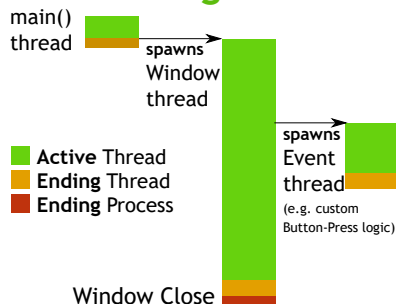 main()
thread
spawns
Window
thread
spawns
Event
thread
(e.g. custom
Button-Press logic)
Active Thread
Ending Thread
Ending Process
Window Close